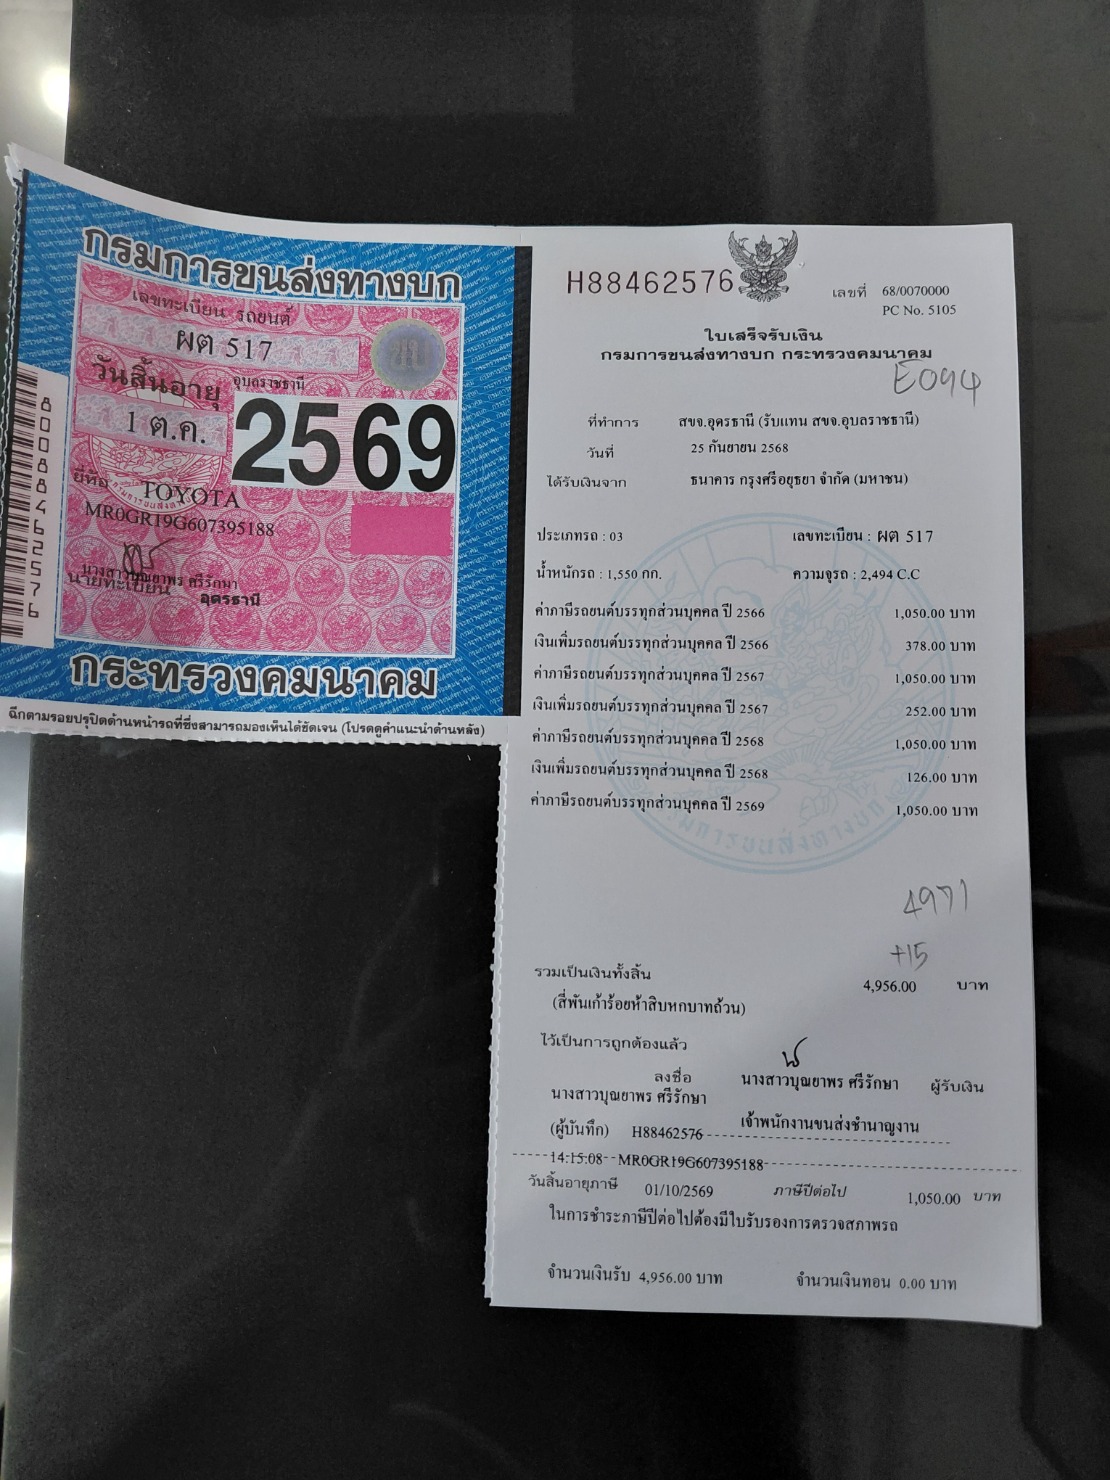 กรมการขนส่งทางบก
เลขทะเบียน รถยนต์
ผต 517
อุบลราชธานี
วันสิ้นอายุ
1 ต.ค.
2569
ยี่ห้อ TOYOTA
MR0GR19G607395188
นางสาวบุณยาพร ศรีรักษา
นายทะเบียน อุดรธานี
80088462576
กระทรวงคมนาคม
ฉีกตามรอยปรุปิดด้านหน้ารถที่ซึ่งสามารถมองเห็นได้ชัดเจน (โปรดดูคำแนะนำด้านหลัง)
H88462576
เลขที่ 68/0070000
PC No. 5105
ใบเสร็จรับเงิน
กรมการขนส่งทางบก กระทรวงคมนาคม
E094
ที่ทำการ สขจ.อุดรธานี (รับแทน สขจ.อุบลราชธานี)
วันที่ 25 กันยายน 2568
ได้รับเงินจาก ธนาคาร กรุงศรีอยุธยา จำกัด (มหาชน)
ประเภทรถ : 03 เลขทะเบียน : ผต 517
น้ำหนักรถ : 1,550 กก. ความจุรถ : 2,494 C.C
ค่าภาษีรถยนต์บรรทุกส่วนบุคคล ปี 2566 1,050.00 บาท
เงินเพิ่มรถยนต์บรรทุกส่วนบุคคล ปี 2566 378.00 บาท
ค่าภาษีรถยนต์บรรทุกส่วนบุคคล ปี 2567 1,050.00 บาท
เงินเพิ่มรถยนต์บรรทุกส่วนบุคคล ปี 2567 252.00 บาท
ค่าภาษีรถยนต์บรรทุกส่วนบุคคล ปี 2568 1,050.00 บาท
เงินเพิ่มรถยนต์บรรทุกส่วนบุคคล ปี 2568 126.00 บาท
ค่าภาษีรถยนต์บรรทุกส่วนบุคคล ปี 2569 1,050.00 บาท
กรมการขนส่งทางบก
4971
+15
รวมเป็นเงินทั้งสิ้น 4,956.00 บาท
(สี่พันเก้าร้อยห้าสิบหกบาทถ้วน)
ไว้เป็นการถูกต้องแล้ว
ลงชื่อ นางสาวบุณยาพร ศรีรักษา ผู้รับเงิน
นางสาวบุณยาพร ศรีรักษา
เจ้าพนักงานขนส่งชำนาญงาน
(ผู้บันทึก) H88462576
14:15:08 MR0GR19G607395188
วันสิ้นอายุภาษี 01/10/2569 ภาษีปีต่อไป 1,050.00 บาท
ในการชำระภาษีปีต่อไปต้องมีใบรับรองการตรวจสภาพรถ
จำนวนเงินรับ 4,956.00 บาท จำนวนเงินทอน 0.00 บาท